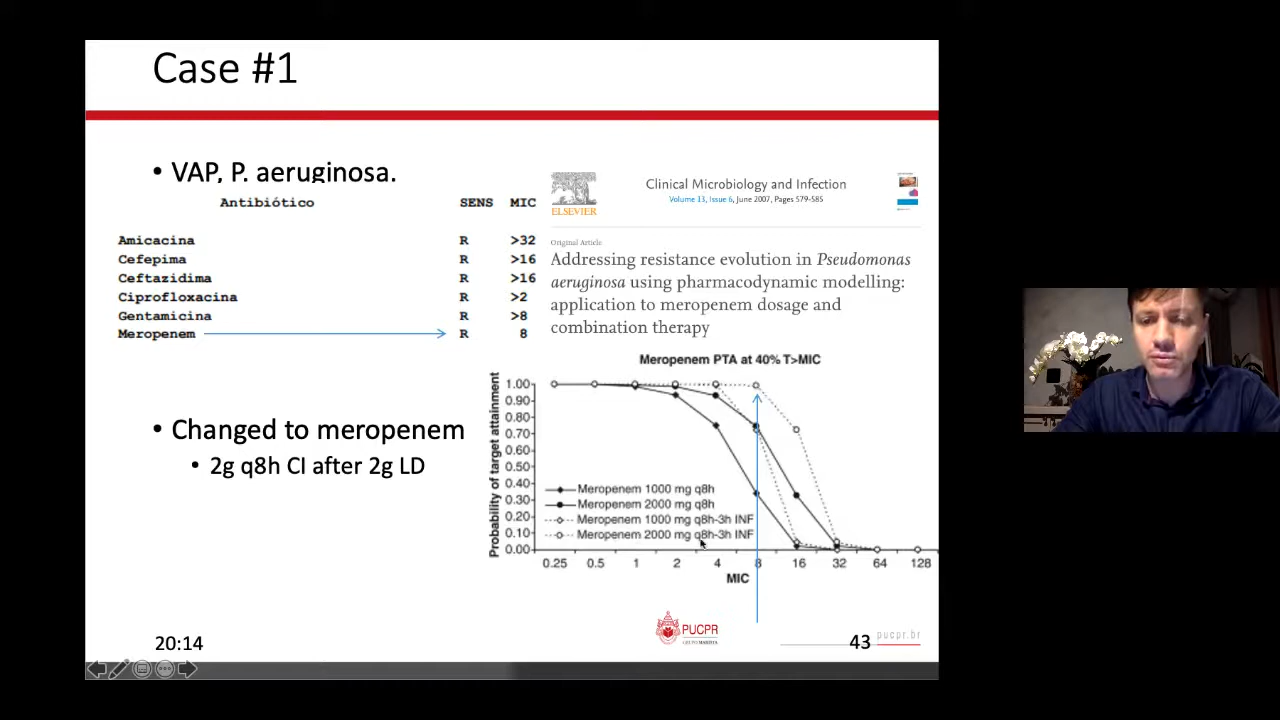 Case #1
• VAP, P. aeruginosa.
Antibiótico SENS MIC
Amicacina R >32
Cefepima R >16
Ceftazidima R >16
Ciprofloxacina R >2
Gentamicina R >8
Meropenem R 8
• Changed to meropenem
• 2g q8h CI after 2g LD
ELSEVIER
Clinical Microbiology and Infection
Volume 13, Issue 6, June 2007, Pages 579-585
Original Article
Addressing resistance evolution in Pseudomonas
aeruginosa using pharmacodynamic modelling:
application to meropenem dosage and
combination therapy
Meropenem PTA at 40% T>MIC
Probability of target attainment
1.00
0.90
0.80
0.70
0.60
0.50
0.40
0.30
0.20
0.10
0.00
Meropenem 1000 mg q8h
Meropenem 2000 mg q8h
Meropenem 1000 mg q8h-3h INF
Meropenem 2000 mg q8h-3h INF
0.25 0.5 1 2 4 8 16 32 64 128
MIC
20:14
PUCPR
GRUPO MARISTA
43
pucpr.br